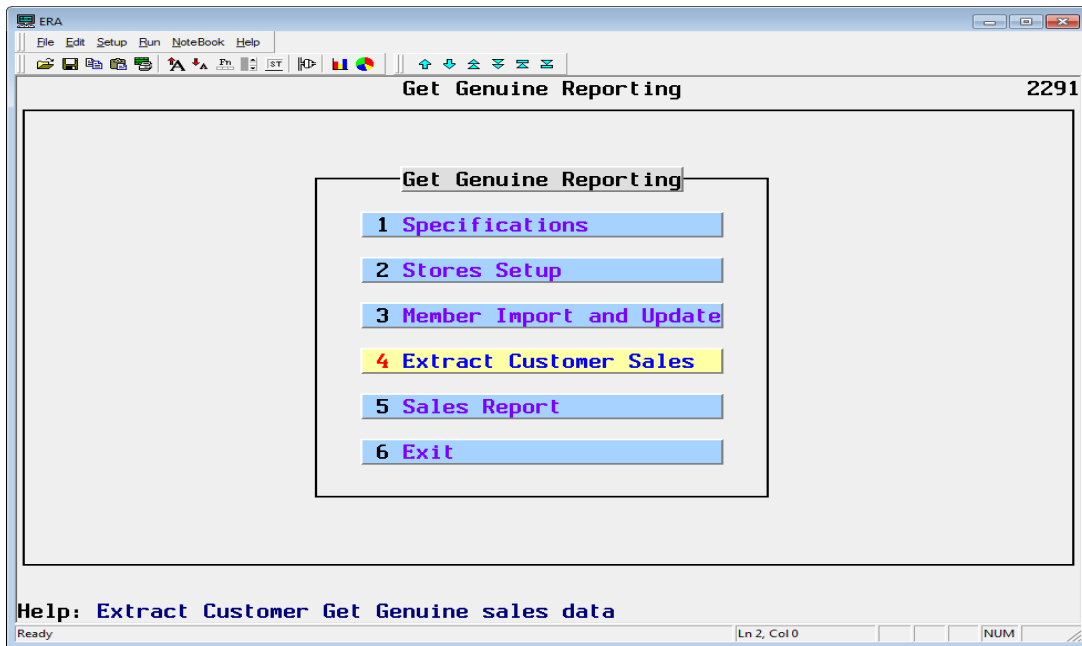 ERA
File Edit Setup Run NoteBook Help
Fn ST
Get Genuine Reporting 2291
Get Genuine Reporting
1 Specifications
2 Stores Setup
3 Member Import and Update
4 Extract Customer Sales
5 Sales Report
6 Exit
Help: Extract Customer Get Genuine sales data
Ready Ln 2, Col 0 NUM